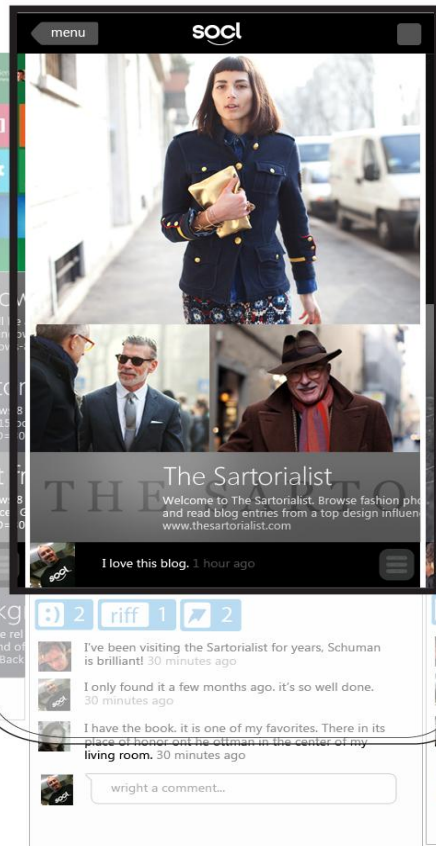 menu
socl
THE SARTO
The Sartorialist
Welcome to The Sartorialist. Browse fashion pho
and read blog entries from a top design influen
www.thesartorialist.com
socl
I love this blog. 1 hour ago
:) 2 riff 1 2
I've been visiting the Sartorialist for years, Schuman
is brilliant! 30 minutes ago
I only found it a few months ago. it's so well done.
30 minutes ago
I have the book. it is one of my favorites. There in its
place of honor ont he ottman in the center of my
living room. 30 minutes ago
wright a comment...